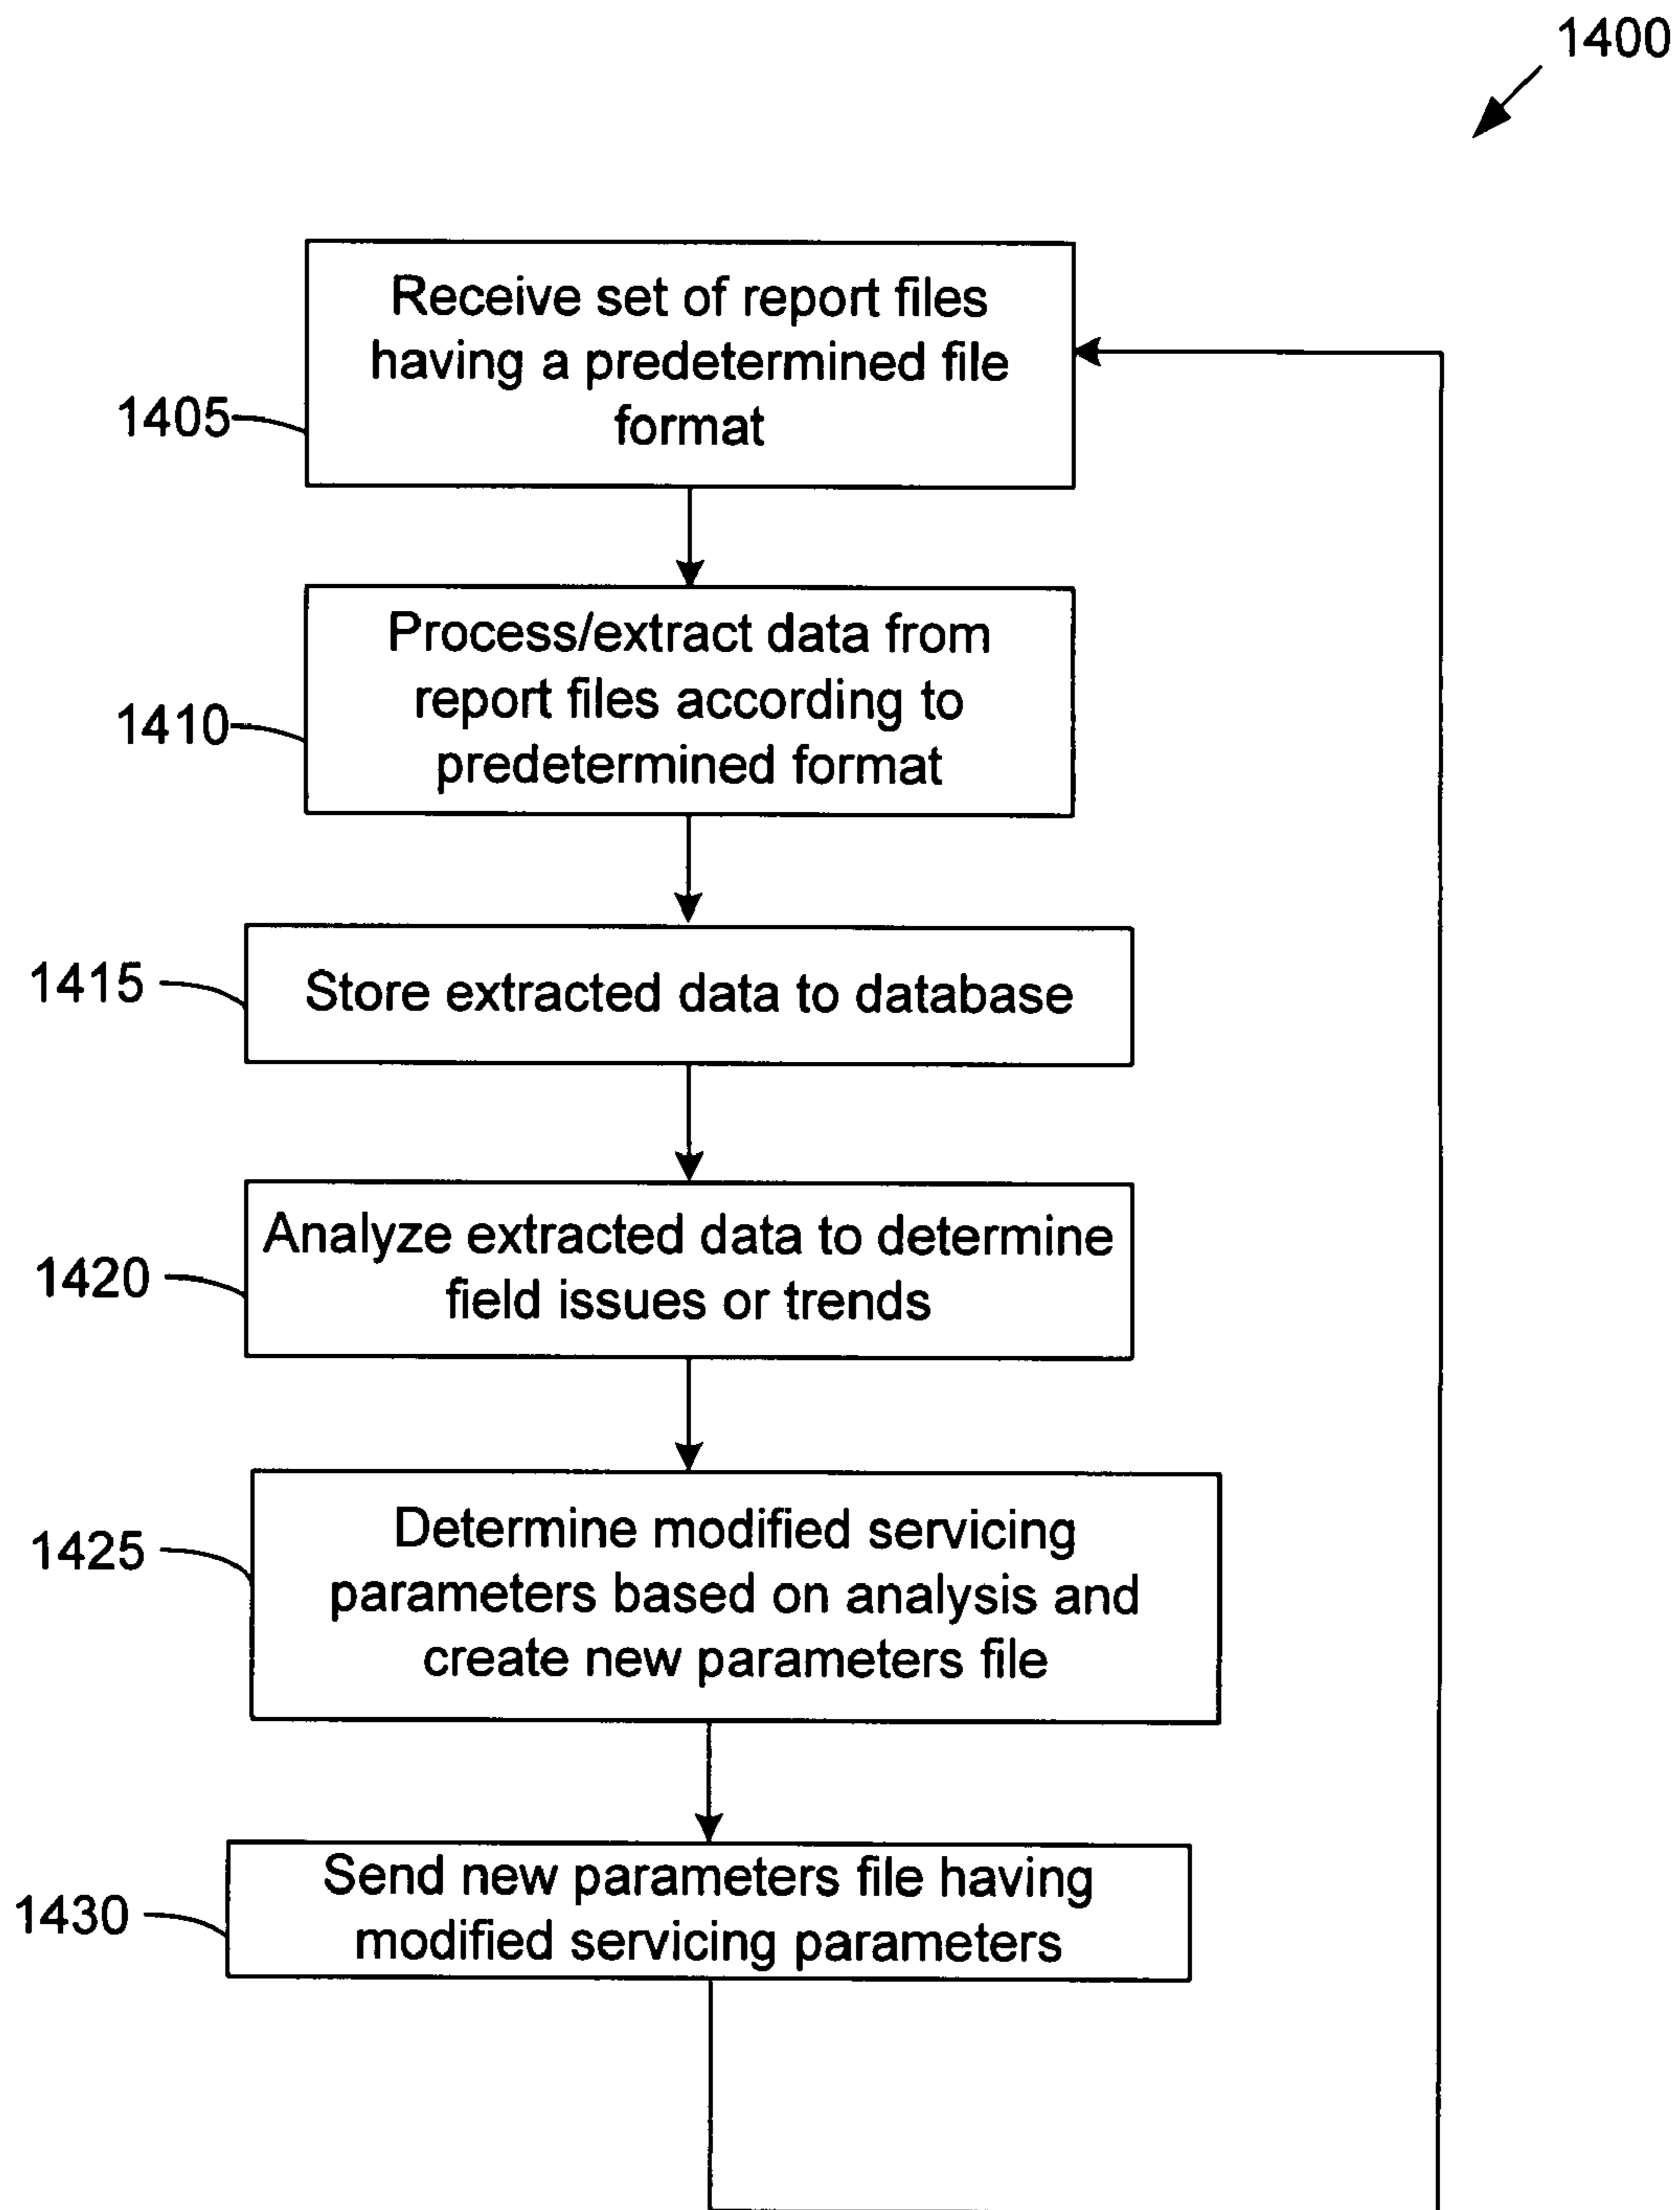 1400
Receive set of report files
having a predetermined file
format
1405
Process/extract data from
report files according to
predetermined format
1410
Store extracted data to database
1415
Analyze extracted data to determine
field issues or trends
1420
Determine modified servicing
parameters based on analysis and
create new parameters file
1425
Send new parameters file having
modified servicing parameters
1430